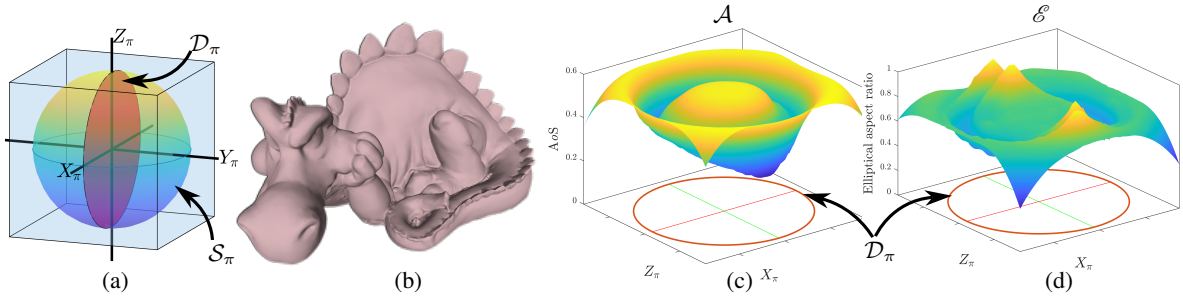 Z_π
𝒟_π
Y_π
X_π
𝒮_π
(a)
(b)
𝒜
0.6
0.4
0.2
0
AoS
Z_π
X_π
(c)
𝒟_π
ℰ
1
0.8
0.6
0.4
0.2
0
Elliptical aspect ratio
Z_π
X_π
(d)